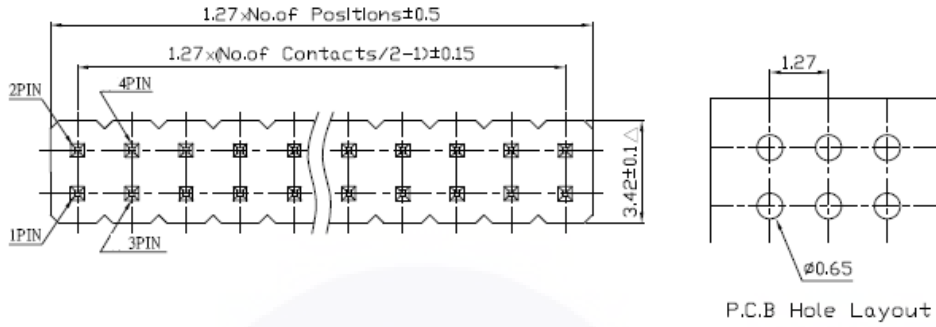 1.27×No.of Positions±0.5
1.27×(No.of Contacts/2-1)±0.15
2PIN
4PIN
1PIN
3PIN
3.42±0.1△
1.27
ø0.65
P.C.B Hole Layout